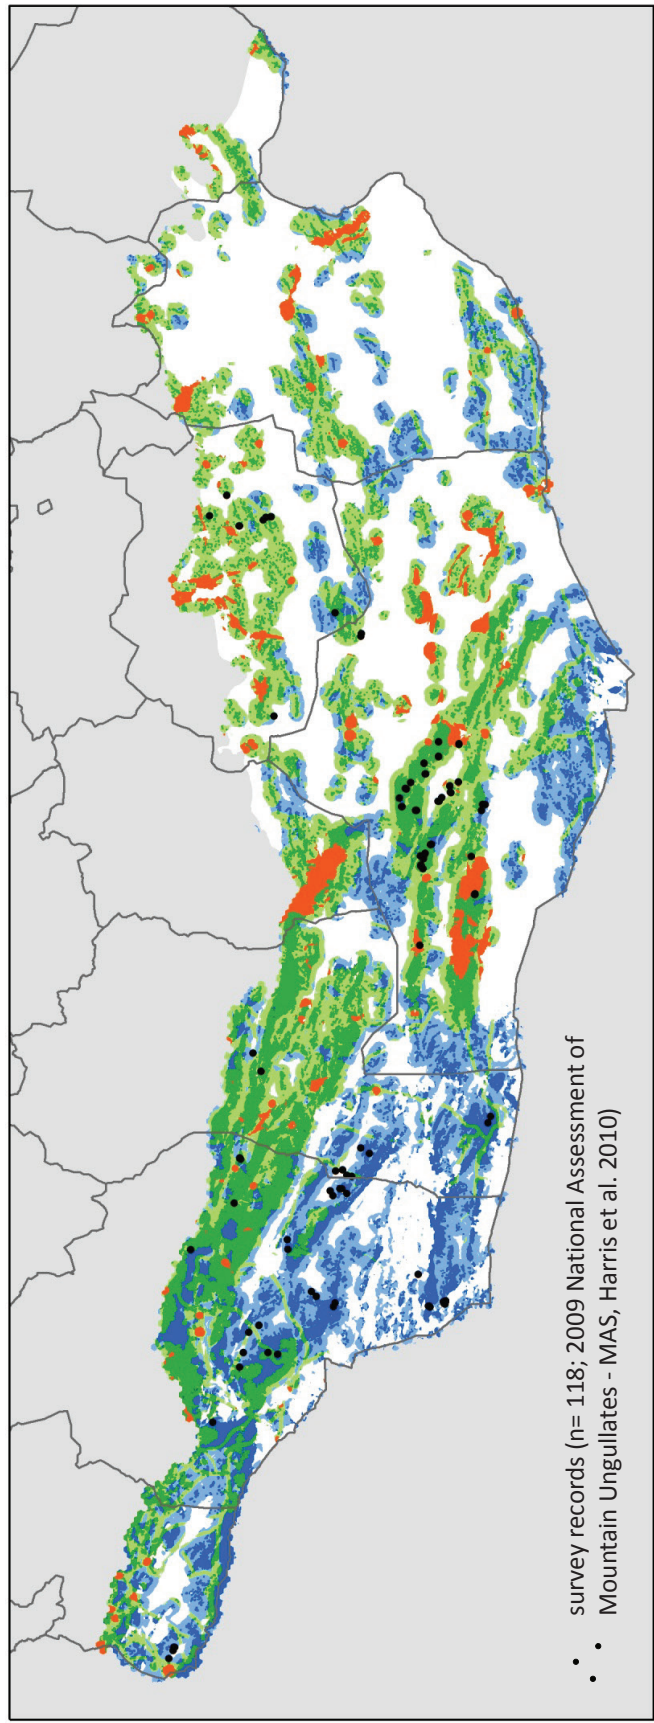 survey records (n= 118; 2009 National Assessment of
Mountain Ungullates - MAS, Harris et al. 2010)